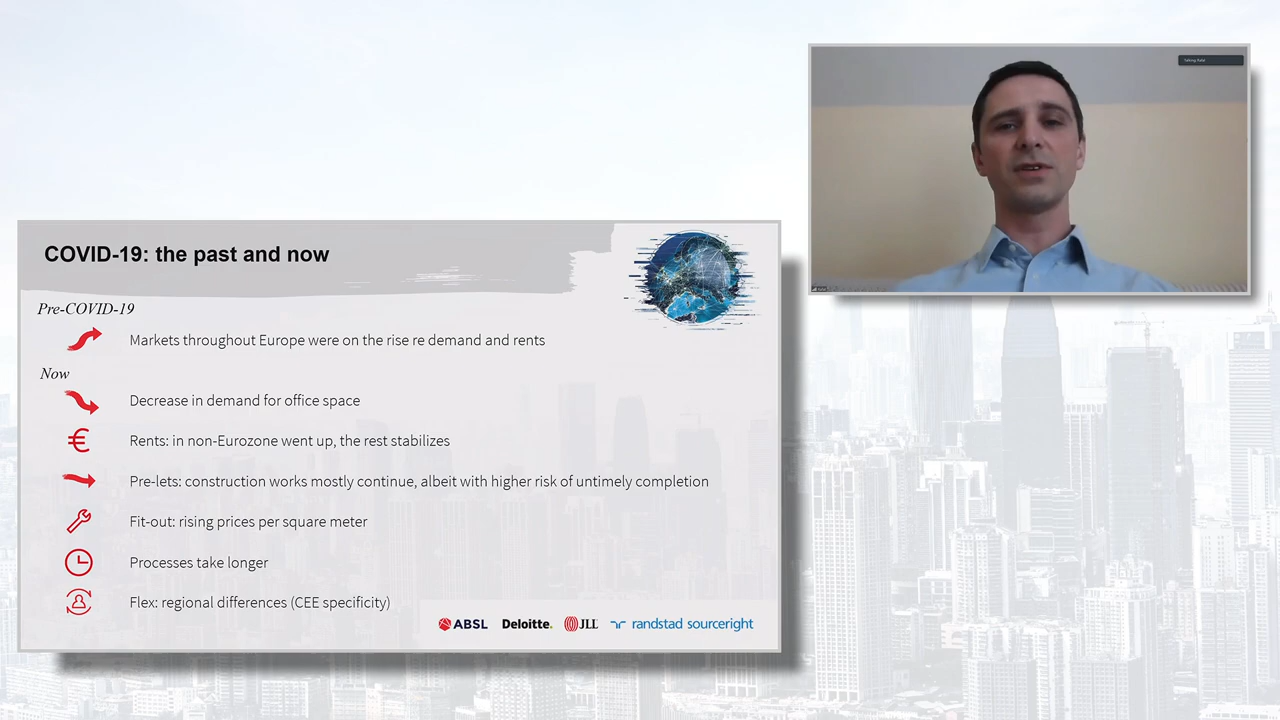 COVID-19: the past and now
Pre-COVID-19
Markets throughout Europe were on the rise re demand and rents
Now
Decrease in demand for office space
Rents: in non-Eurozone went up, the rest stabilizes
Pre-lets: construction works mostly continue, albeit with higher risk of untimely completion
Fit-out: rising prices per square meter
Processes take longer
Flex: regional differences (CEE specificity)
ABSL Deloitte. JLL randstad sourceright